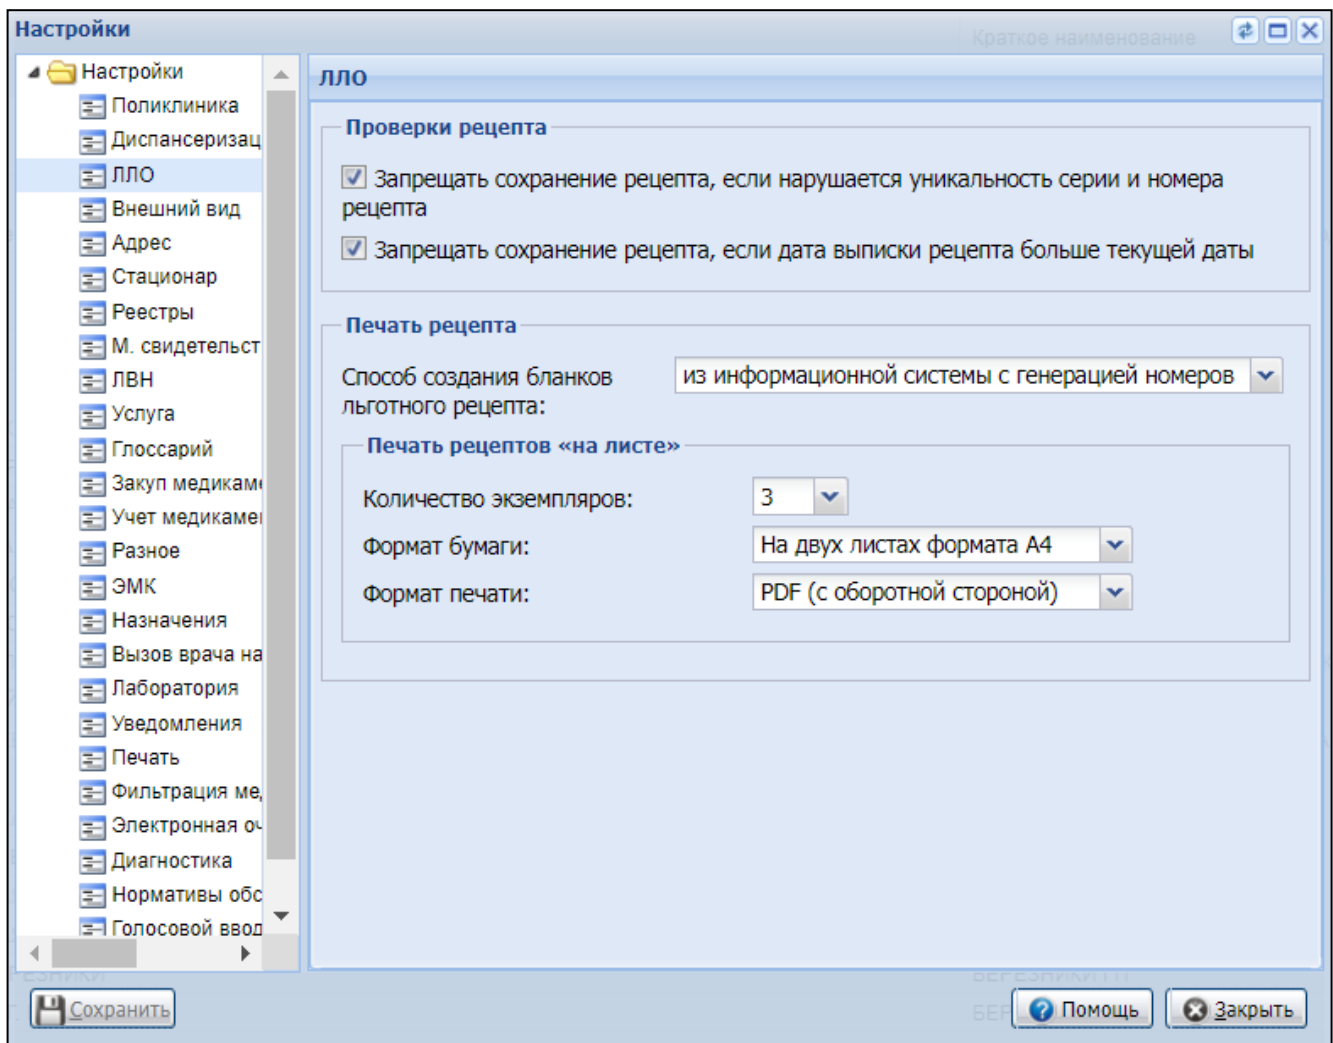 Настройки
Краткое наименование
Настройки
Поликлиника
Диспансеризац
ЛЛО
Внешний вид
Адрес
Стационар
Реестры
М. свидетельст
ЛВН
Услуга
Глоссарий
Закуп медикаме
Учет медикамен
Разное
ЭМК
Назначения
Вызов врача на
Лаборатория
Уведомления
Печать
Фильтрация ме
Электронная оч
Диагностика
Нормативы обс
Голосовой ввод
ЛЛО
Проверки рецепта
Запрещать сохранение рецепта, если нарушается уникальность серии и номера
рецепта
Запрещать сохранение рецепта, если дата выписки рецепта больше текущей даты
Печать рецепта
Способ создания бланков
льготного рецепта:
из информационной системы с генерацией номеров
Печать рецептов «на листе»
Количество экземпляров:
3
Формат бумаги:
На двух листах формата А4
Формат печати:
PDF (с оборотной стороной)
Сохранить
Помощь
Закрыть